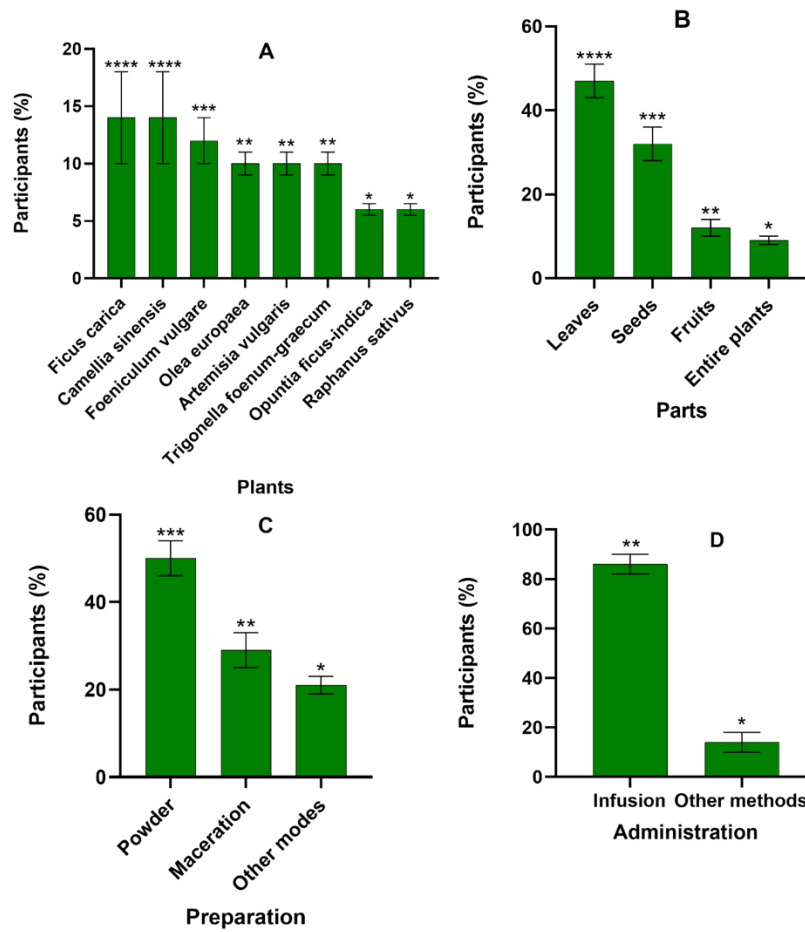 A
Participants (%)
20
15
10
5
0
**** **** *** ** ** ** * *
Ficus carica
Camellia sinensis
Foeniculum vulgare
Olea europaea
Artemisia vulgaris
Trigonella foenum-graecum
Opuntia ficus-indica
Raphanus sativus
Plants
B
Participants (%)
60
40
20
0
**** *** ** *
Leaves
Seeds
Fruits
Entire plants
Parts
C
Participants (%)
60
40
20
0
*** ** *
Powder
Maceration
Other modes
Preparation
D
Participants (%)
100
80
60
40
20
0
** *
Infusion Other methods
Administration